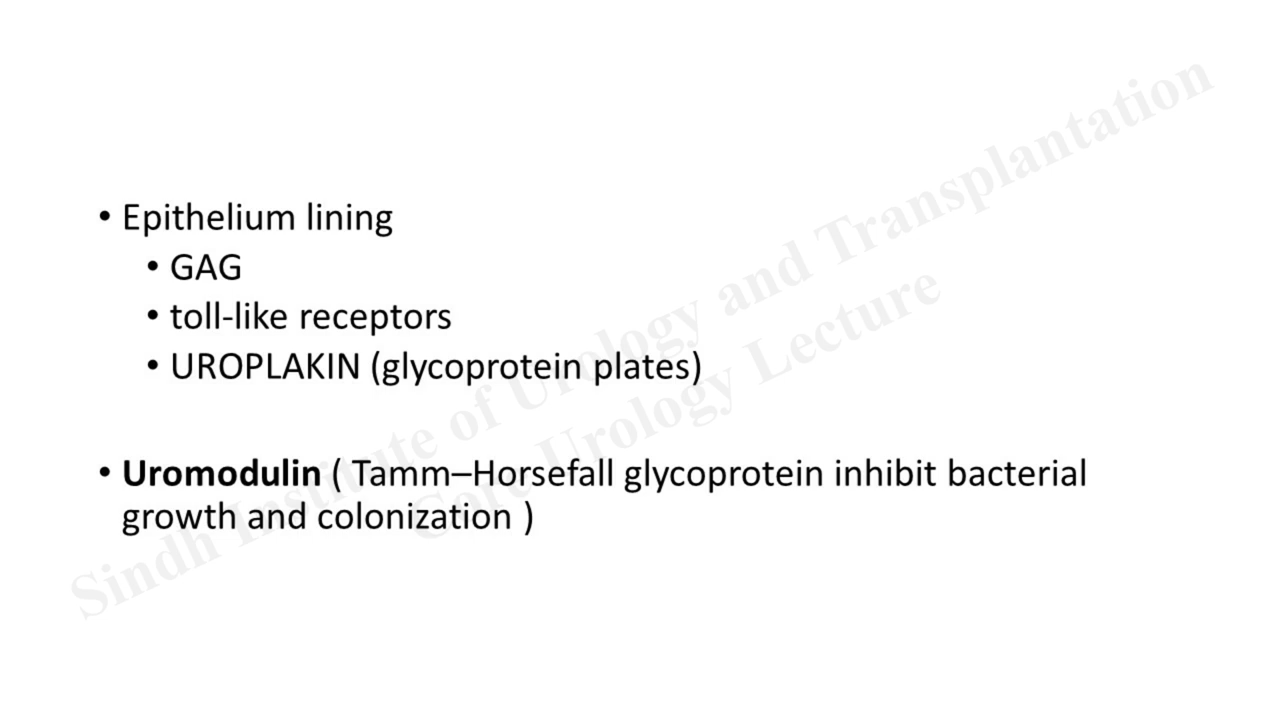 • Epithelium lining
• GAG
• toll-like receptors
• UROPLAKIN (glycoprotein plates)
• Uromodulin ( Tamm–Horsefall glycoprotein inhibit bacterial
growth and colonization )
Sindh Institute of Urology and Transplantation
Core Urology Lecture